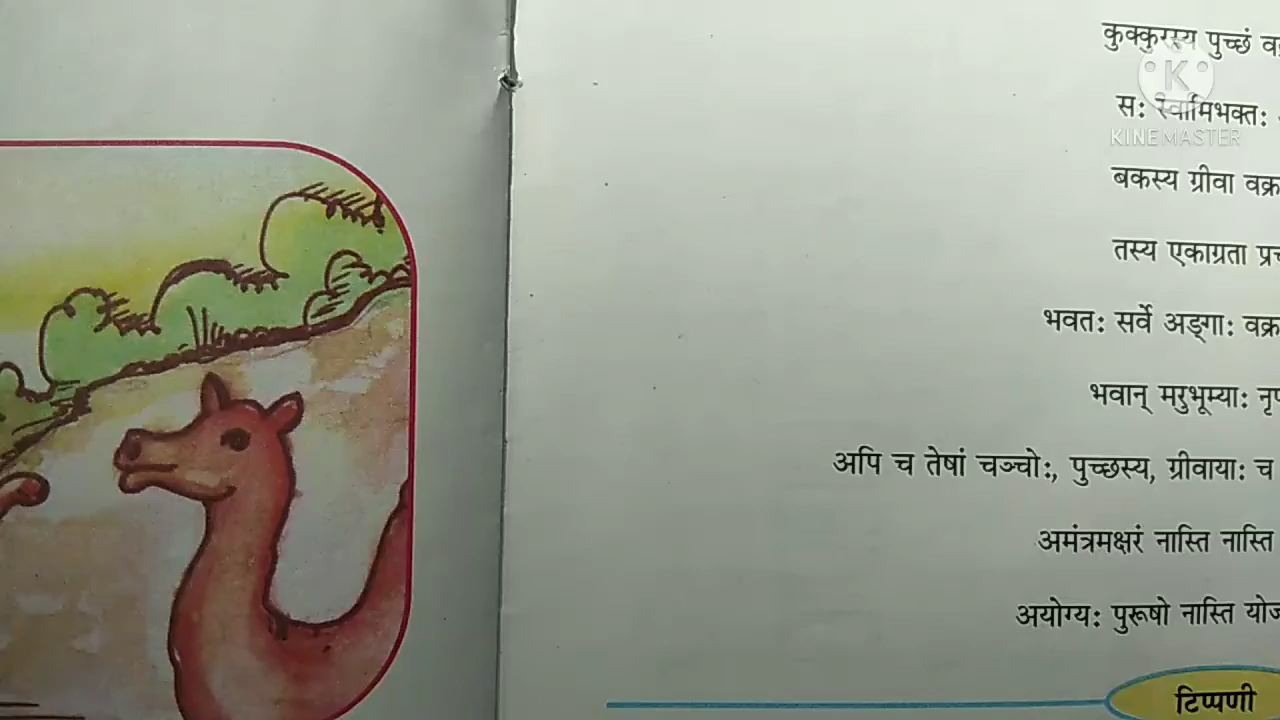 कुक्कुरस्य पुच्छं
K
सः स्वामिभक्तः
KINEMASTER
बकस्य ग्रीवा वक्र
तस्य एकाग्रता
भवतः सर्वे अङ्गाः वक्र
भवान् मरुभूम्याः
अपि च तेषां चञ्चोः, पुच्छस्य, ग्रीवायाः च
अमंत्रमक्षरं नास्ति नास्ति
अयोग्यः पुरूषो नास्ति
टिप्पणी